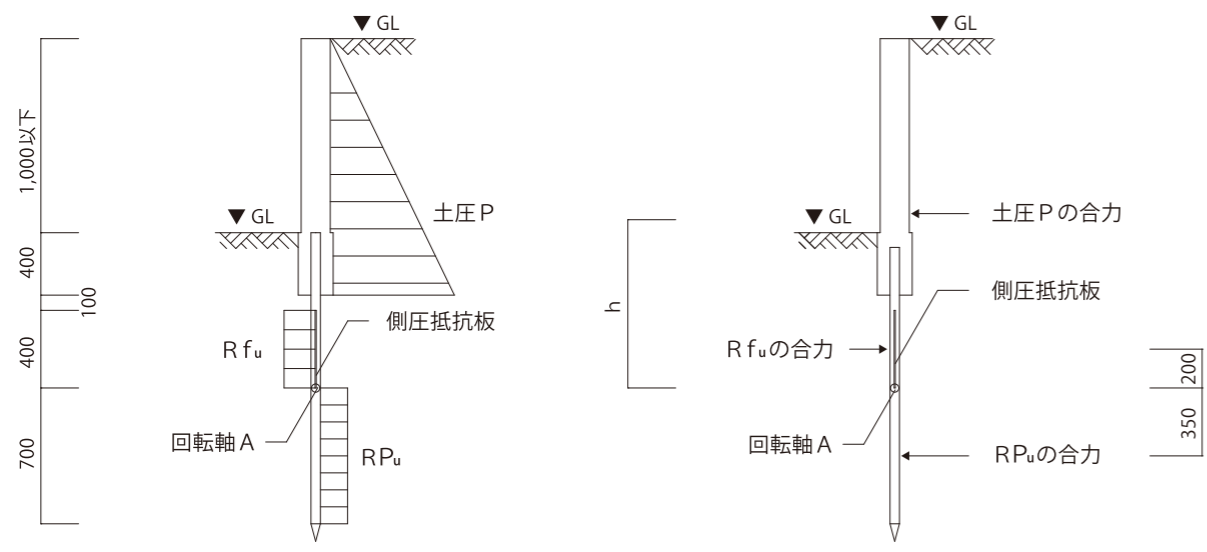 ▼ GL
1,000以下
土圧P
▼ GL
400
100
側圧抵抗板
Rfu
400
回転軸A
RPu
700
▼ GL
▼ GL
土圧Pの合力
側圧抵抗板
h
Rfuの合力
200
回転軸A
350
RPuの合力